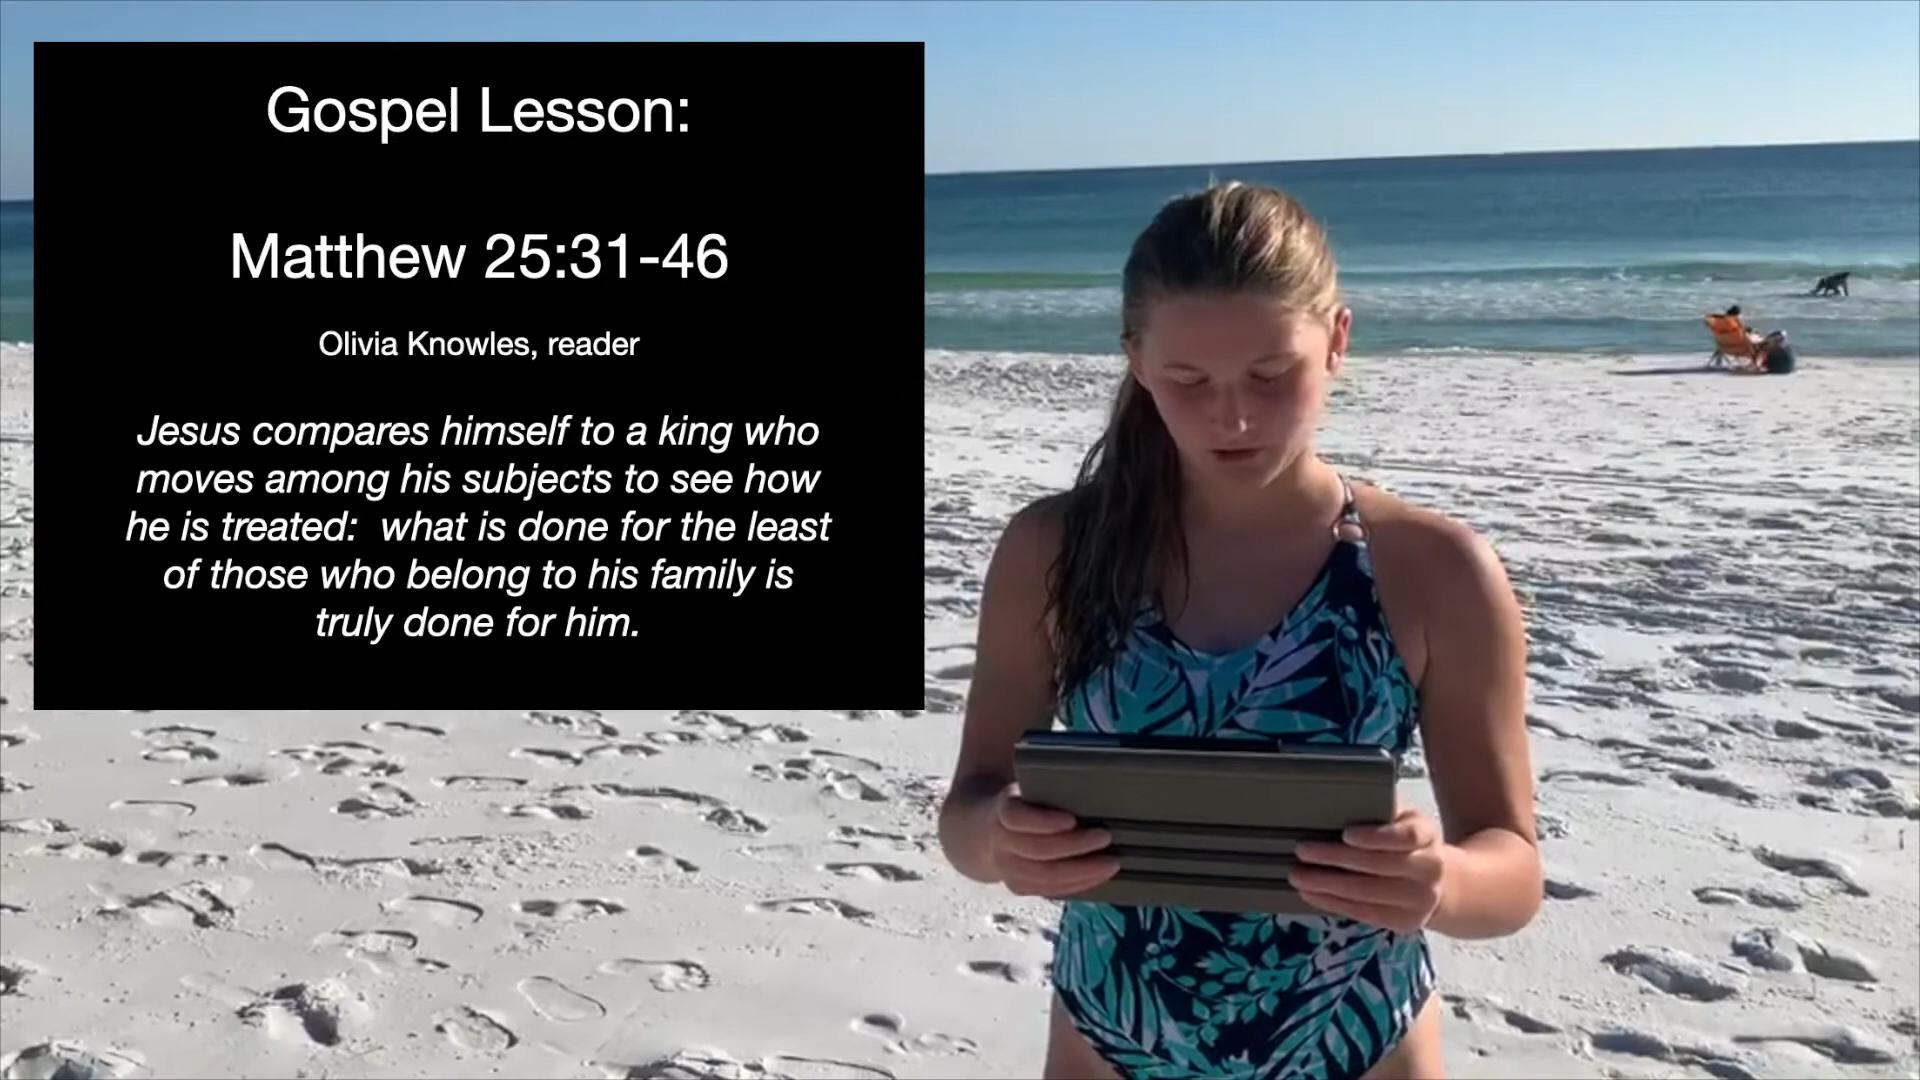 Gospel Lesson:
Matthew 25:31-46
Olivia Knowles, reader
Jesus compares himself to a king who
moves among his subjects to see how
he is treated:  what is done for the least
of those who belong to his family is
truly done for him.